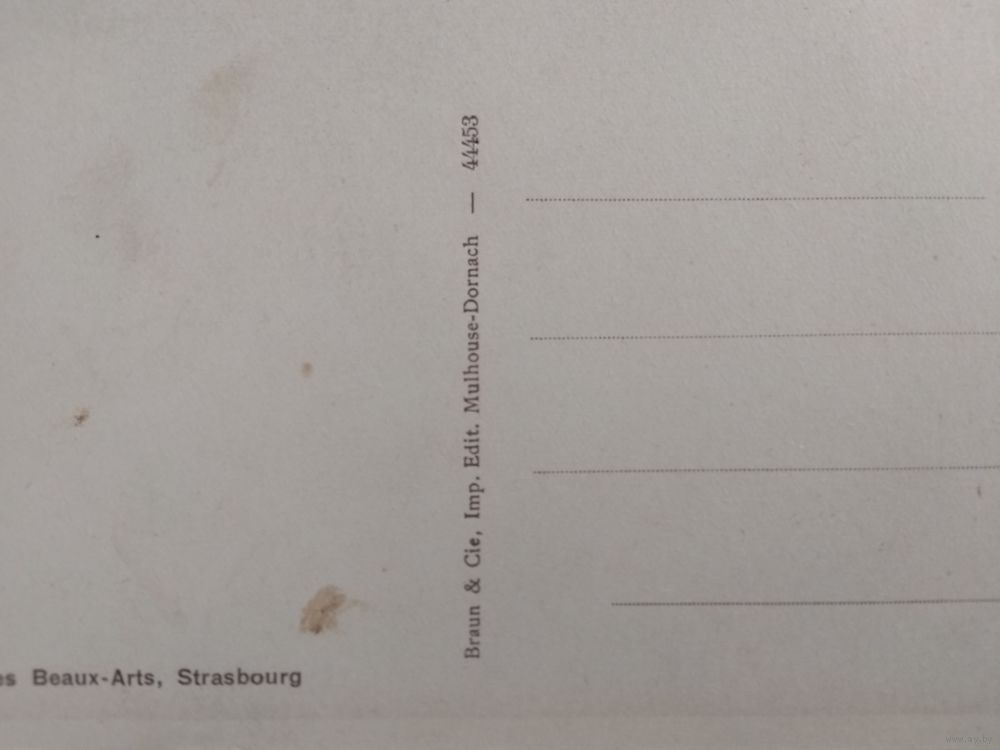 Braun & Cie, Imp. Edit. Mulhouse-Dornach — 44453
es Beaux-Arts, Strasbourg